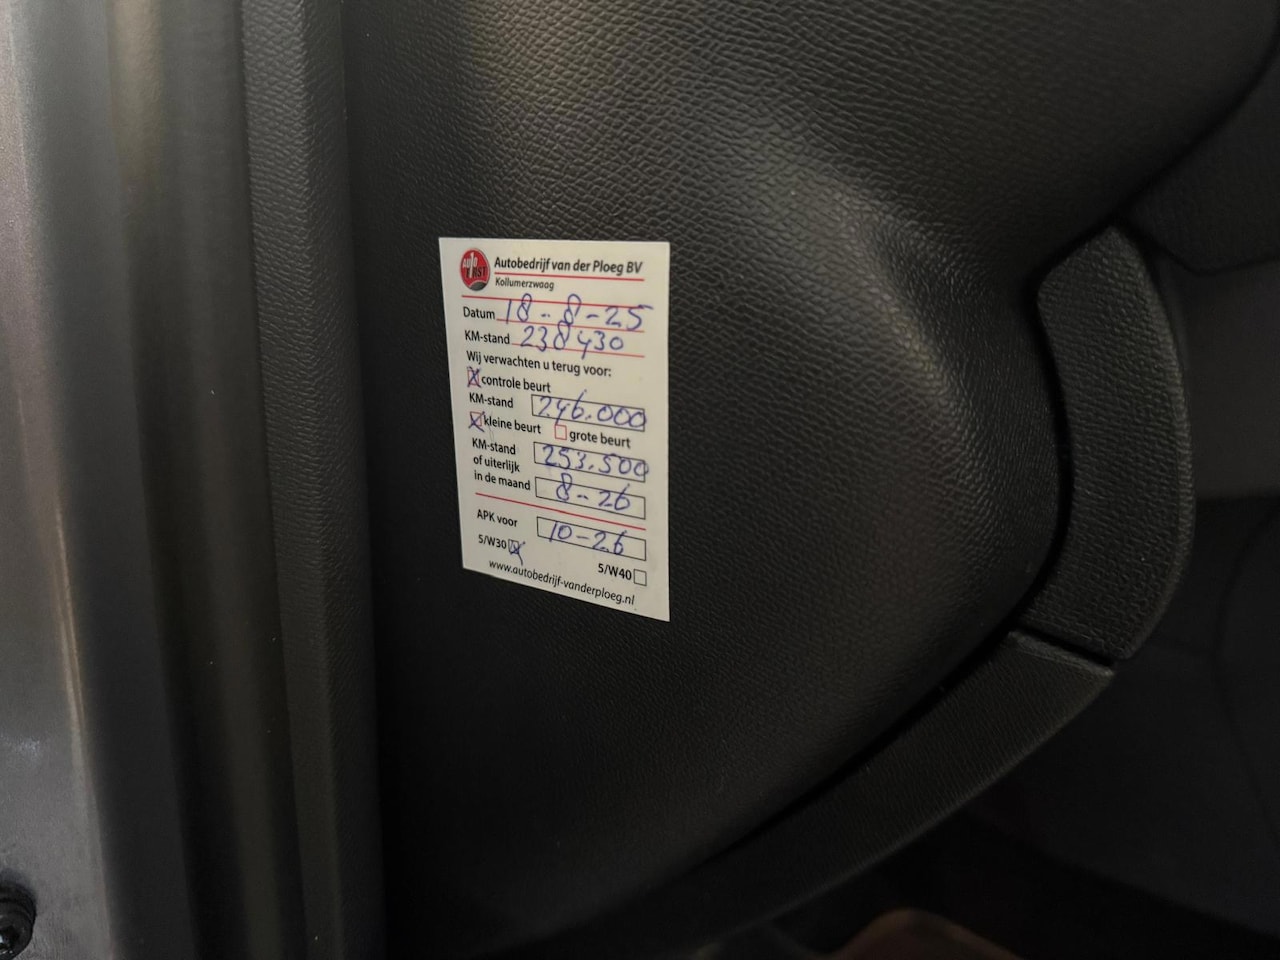 AUTO FIRST
Autobedrijf van der Ploeg BV
Kollumerzwaag
Datum 18-8-25
KM-stand 238430
Wij verwachten u terug voor:
controle beurt
KM-stand 246.000
kleine beurt grote beurt
KM-stand 253.500
of uiterlijk
in de maand 8-26
APK voor 10-26
5/W30 5/W40
www.autobedrijf-vanderploeg.nl